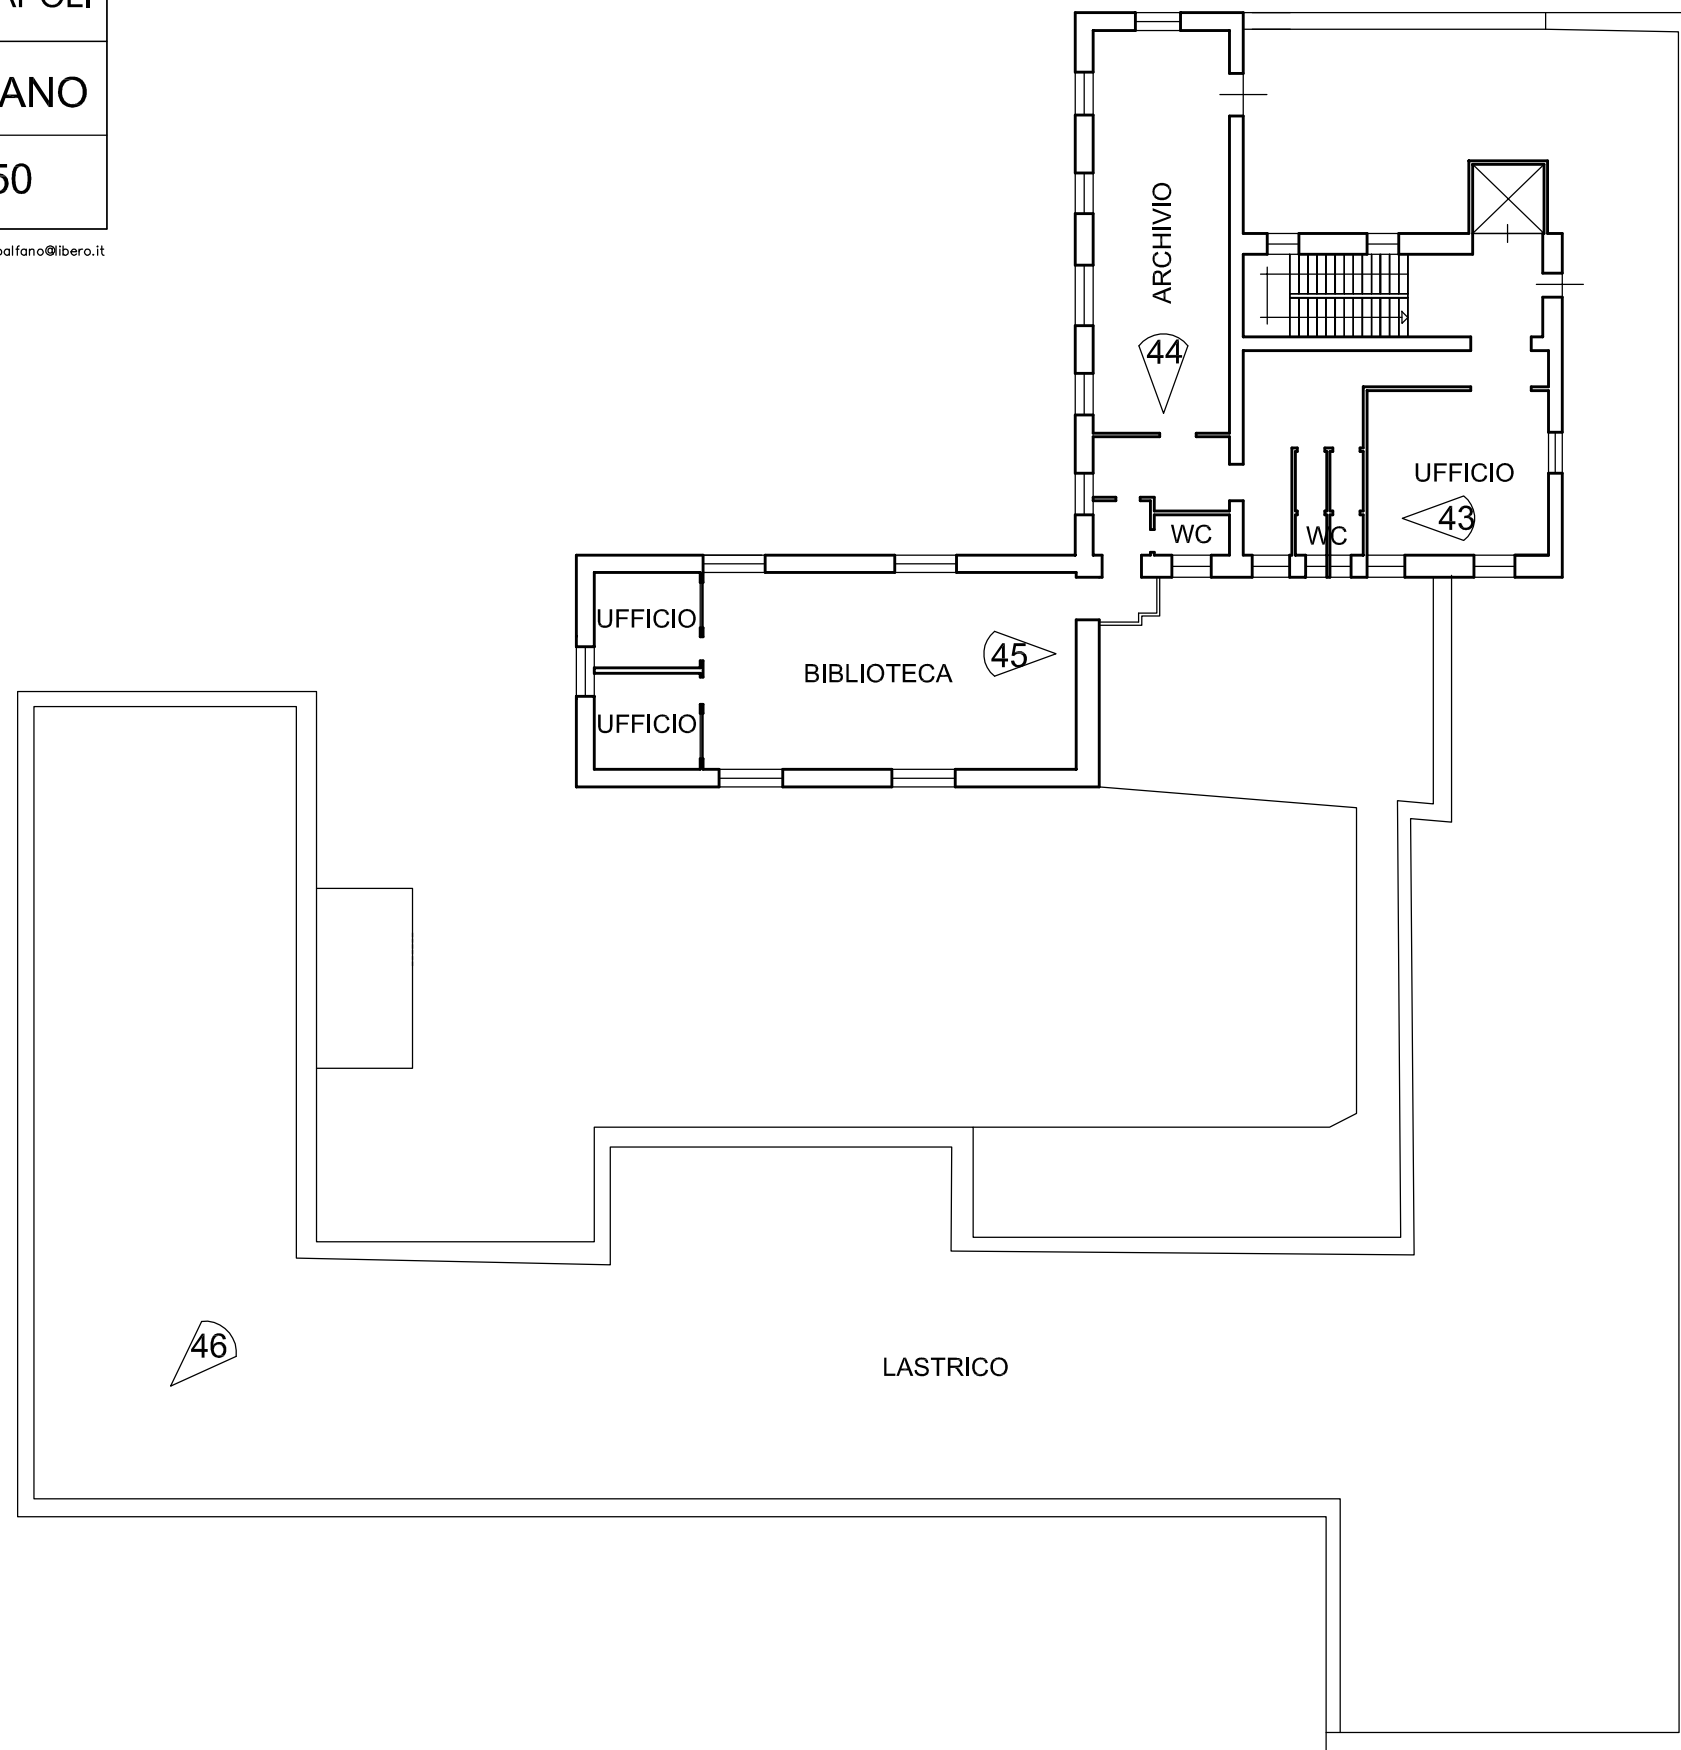 ANO
50
alfano@libero.it
ARCHIVIO
44
UFFICIO
43
WC
WC
UFFICIO
45
BIBLIOTECA
UFFICIO
46
LASTRICO